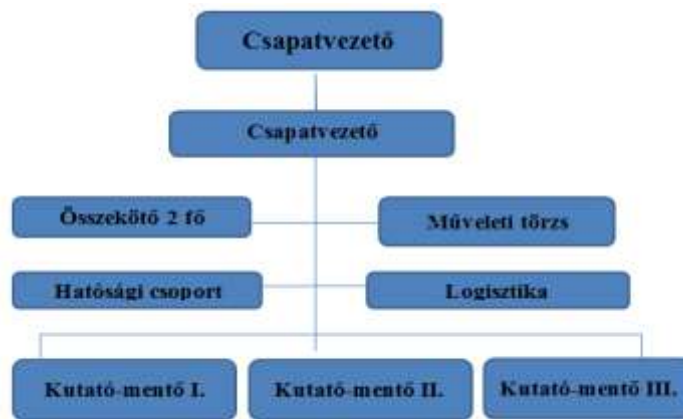 Csapatvezető
Csapatvezető
Összekötő 2 fő
Műveleti törzs
Hatósági csoport
Logisztika
Kutató-mentő I.
Kutató-mentő II.
Kutató-mentő III.